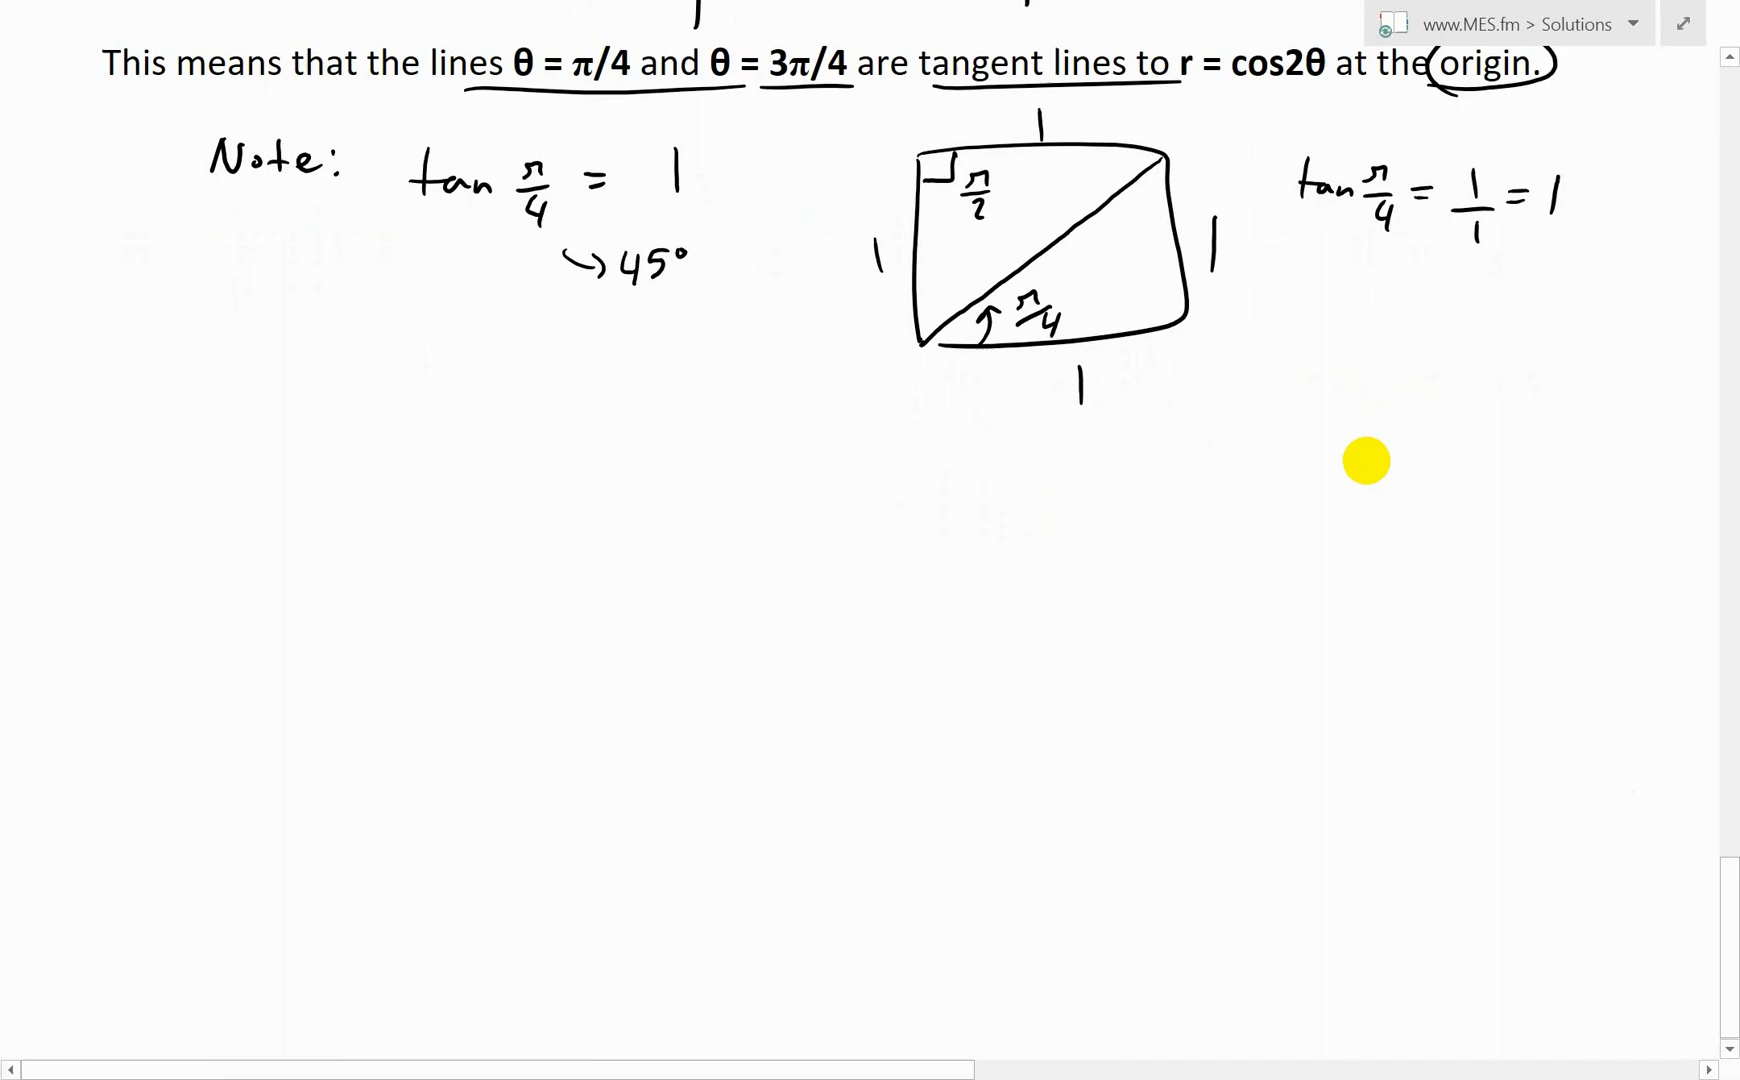 www.MES.fm > Solutions
This means that the lines θ = π/4 and θ = 3π/4 are tangent lines to r = cos2θ at the origin.
Note: tan π/4 = 1
↪ 45°
1
π/2
1
1
π/4
1
tan π/4 = 1/1 = 1